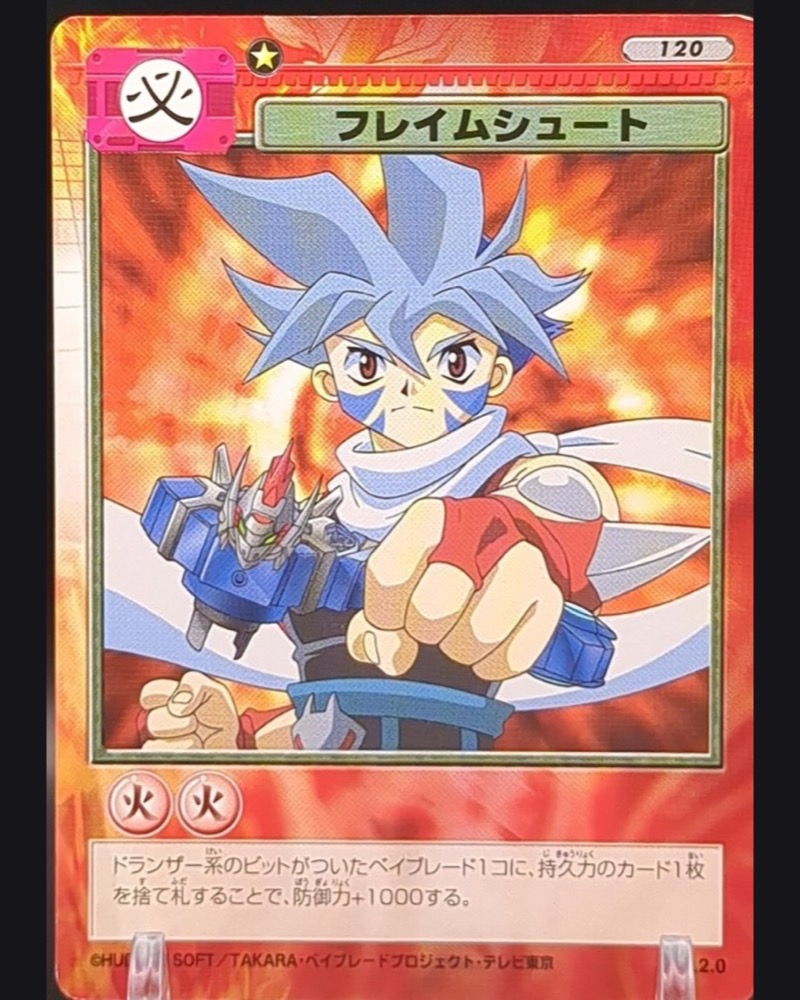 必
120
フレイムシュート
火 火
ドランザー系のビットがついたベイブレード1コに、持久力のカード1枚
を捨て札することで、防御力+1000する。
©HUD SOFT/TAKARA・ベイブレードプロジェクト・テレビ東京
.2.0